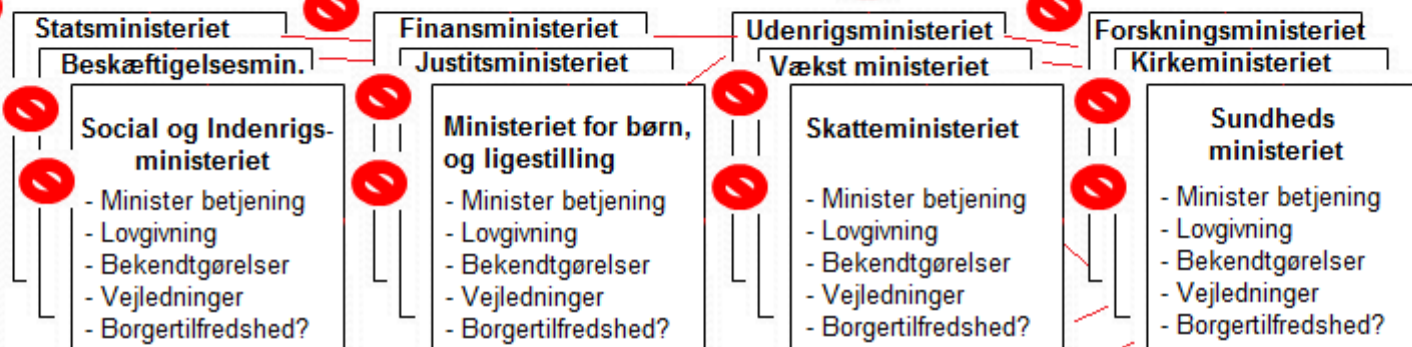 Statsministeriet
Beskæftigelsesmin.
Social og Indenrigs-
ministeriet
- Minister betjening
- Lovgivning
- Bekendtgørelser
- Vejledninger
- Borgertilfredshed?
Finansministeriet
Justitsministeriet
Ministeriet for børn,
og ligestilling
- Minister betjening
- Lovgivning
- Bekendtgørelser
- Vejledninger
- Borgertilfredshed?
Udenrigsministeriet
Vækst ministeriet
Skatteministeriet
- Minister betjening
- Lovgivning
- Bekendtgørelser
- Vejledninger
- Borgertilfredshed?
Forskningsministeriet
Kirkeministeriet
Sundheds
ministeriet
- Minister betjening
- Lovgivning
- Bekendtgørelser
- Vejledninger
- Borgertilfredshed?